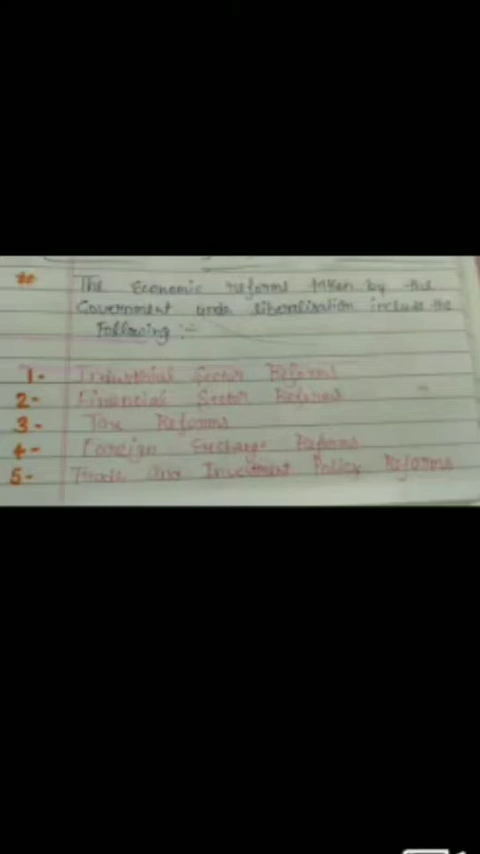 The Economic reforms taken by the
Government under liberalisation include the
Following :-
1- Industrial Sector Reforms
2- Financial Sector Reforms
3- Tax Reforms
4- Foreign Exchange Reforms
5- Trade and Investment Policy Reforms